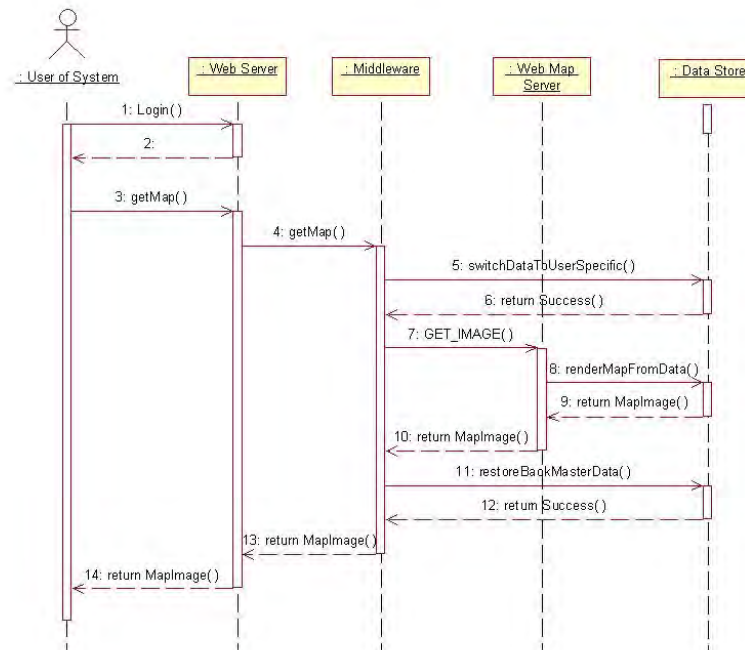 : User of System
: Web Server
: Middleware
: Web Map
Server
: Data Store
1: Login( )
2:
3: getMap( )
4: getMap( )
5: switchDataToUserSpecific( )
6: return Success( )
7: GET_IMAGE( )
8: renderMapFromData( )
9: return MapImage( )
10: return MapImage( )
11: restoreBackMasterData( )
12: return Success( )
13: return MapImage( )
14: return MapImage( )